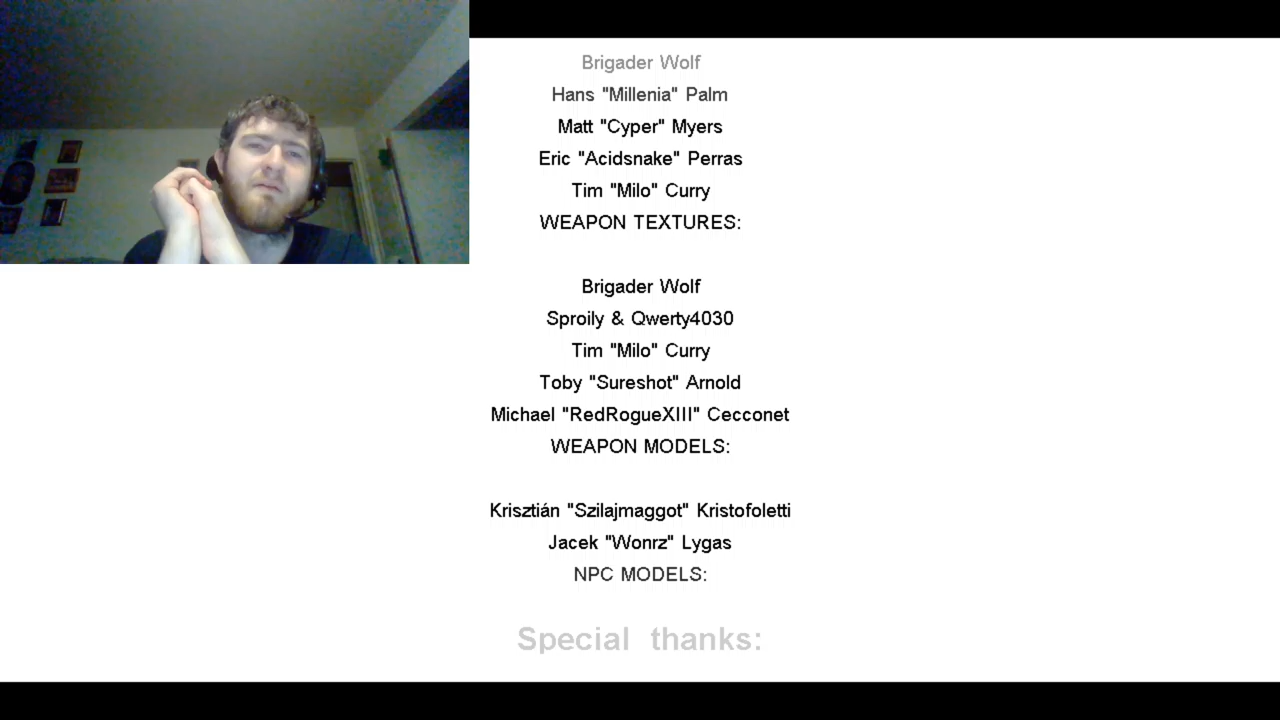 Brigader Wolf
Hans "Millenia" Palm
Matt "Cyper" Myers
Eric "Acidsnake" Perras
Tim "Milo" Curry
WEAPON TEXTURES:
Brigader Wolf
Sproily & Qwerty4030
Tim "Milo" Curry
Toby "Sureshot" Arnold
Michael "RedRogueXIII" Cecconet
WEAPON MODELS:
Krisztián "Szilajmaggot" Kristofoletti
Jacek "Wonrz" Lygas
NPC MODELS:
Special thanks: